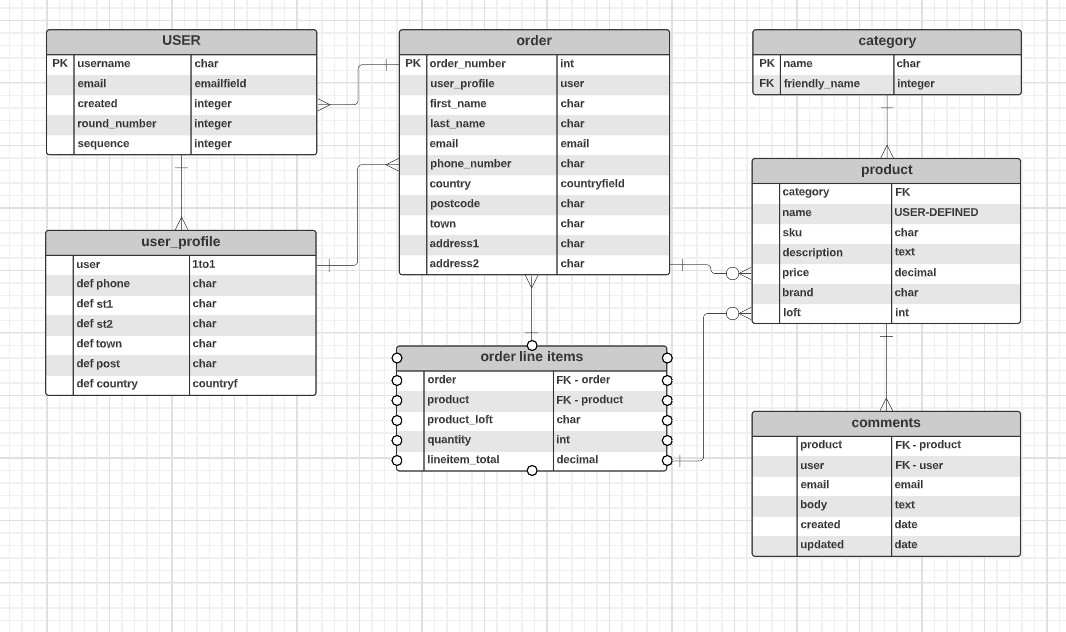 USER
PK username char
email emailfield
created integer
round_number integer
sequence integer
user_profile
user 1to1
def phone char
def st1 char
def st2 char
def town char
def post char
def country countryf
order
PK order_number int
user_profile user
first_name char
last_name char
email email
phone_number char
country countryfield
postcode char
town char
address1 char
address2 char
order line items
order FK - order
product FK - product
product_loft char
quantity int
lineitem_total decimal
category
PK name char
FK friendly_name integer
product
category FK
name USER-DEFINED
sku char
description text
price decimal
brand char
loft int
comments
product FK - product
user FK - user
email email
body text
created date
updated date